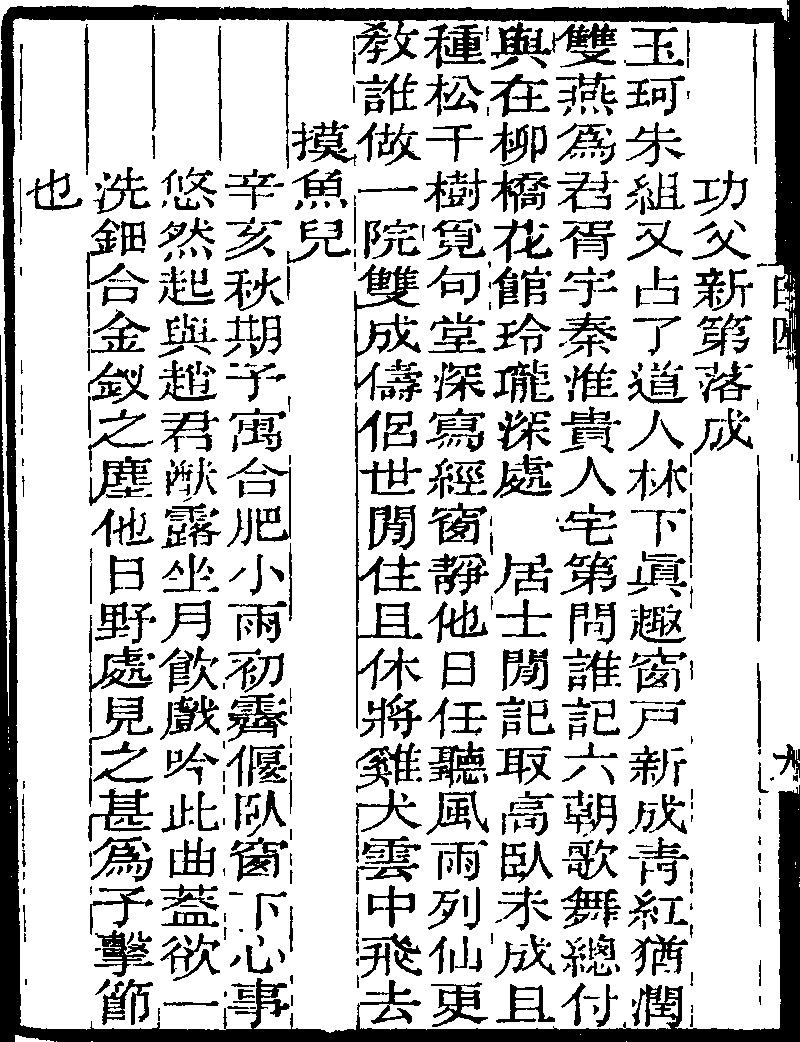 功父新第落成
玉珂朱組又占了道人林下眞趣窗戸新成靑紅猶潤
雙燕爲君胥宇秦淮貴人宅第問誰記六朝歌舞總付
與在柳橋花館玲瓏深處　居士閒記取高臥未成且
種松千樹覓句堂深寫經窗靜他日任聽風雨列仙更
敎誰做一院雙成儔侶世閒住且休將雞犬雲中飛去
摸魚兒
辛亥秋期予寓合肥小雨初霽偃臥窗下心事
悠然起與趙君猷露坐月飮戲吟此曲葢欲一
洗鈿合金釵之塵他日野處見之甚爲予擊節
也